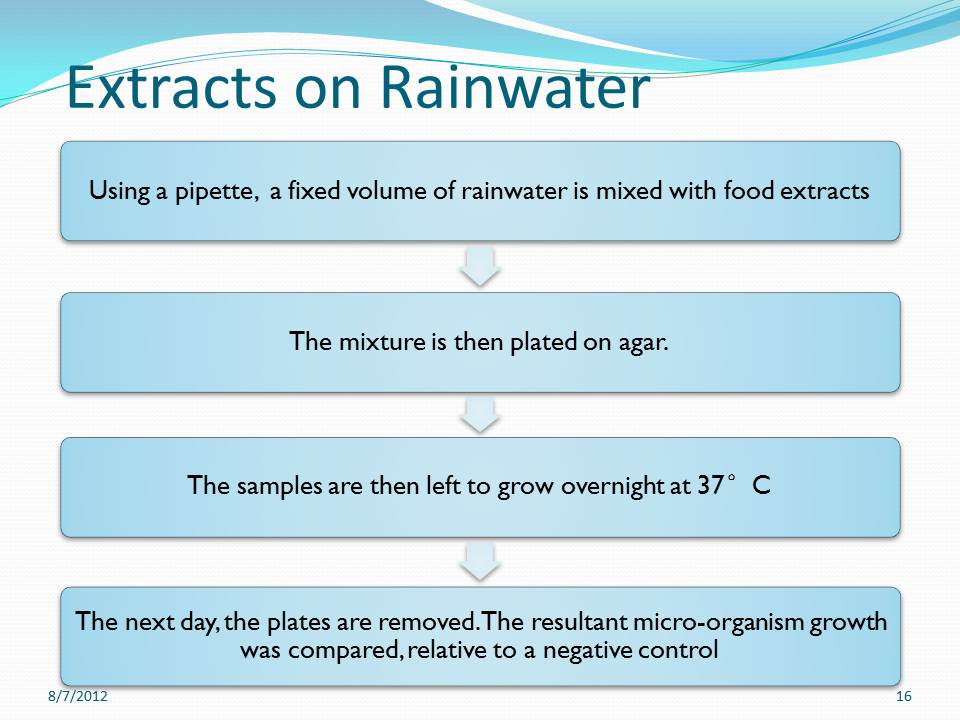 Extracts on Rainwater
Using a pipette, a fixed volume of rainwater is mixed with food extracts
The mixture is then plated on agar.
The samples are then left to grow overnight at 37° C
The next day, the plates are removed. The resultant micro-organism growth
was compared, relative to a negative control
8/7/2012
16